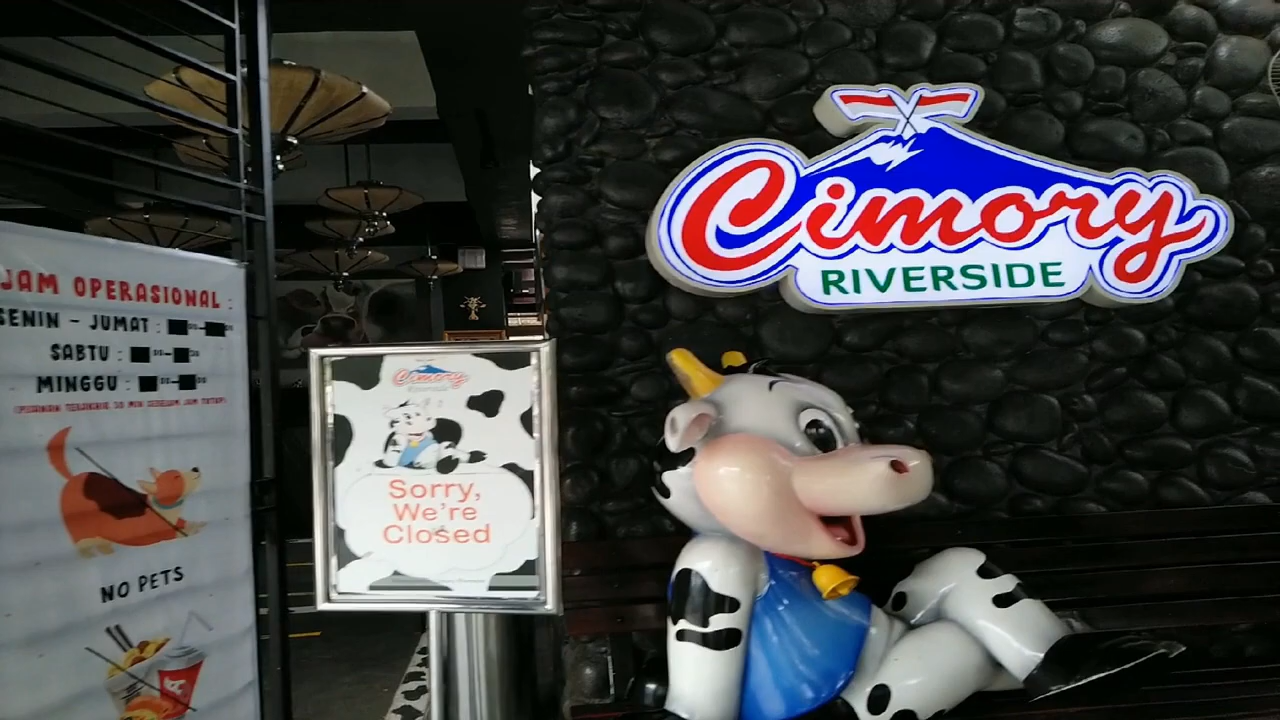 Cimory
RIVERSIDE
JAM OPERASIONAL :
SENIN - JUMAT :
SABTU :
MINGGU :
NO PETS
Cimory
Sorry,
We're
Closed